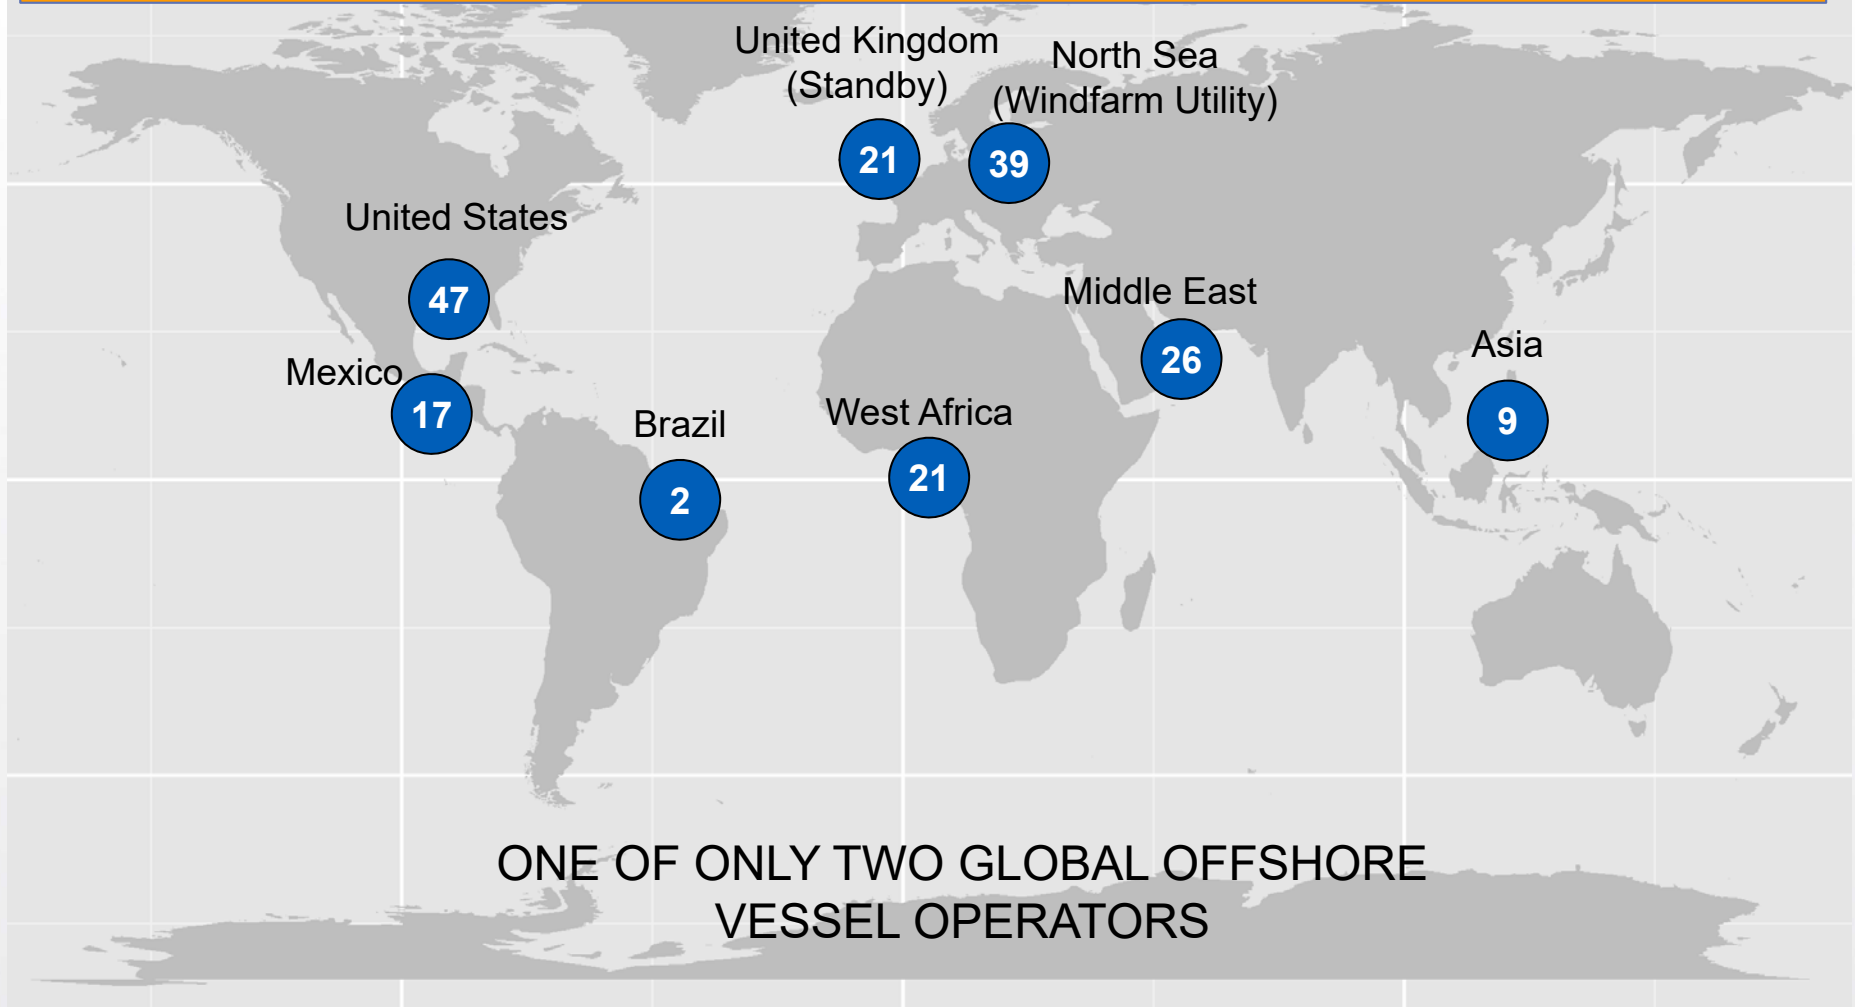 United Kingdom
(Standby)
21
North Sea
(Windfarm Utility)
39
United States
47
Mexico
17
Brazil
2
West Africa
21
Middle East
26
Asia
9
ONE OF ONLY TWO GLOBAL OFFSHORE
VESSEL OPERATORS